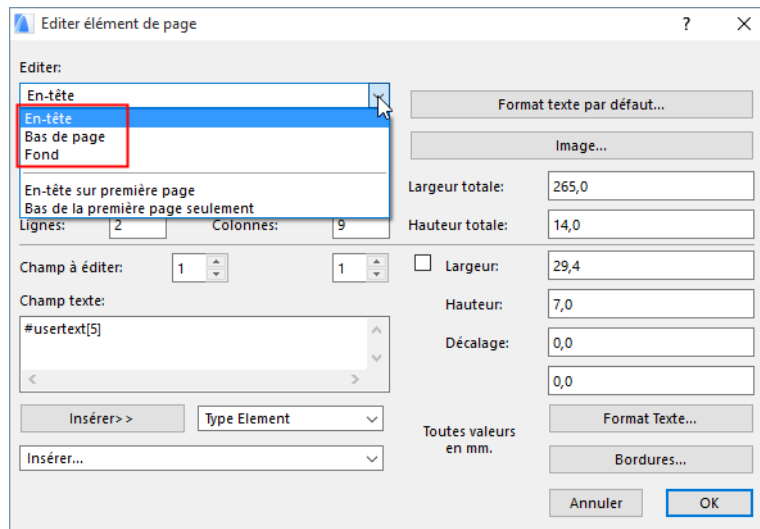 Editer élément de page
?
Editer:
En-tête
En-tête
Bas de page
Fond
En-tête sur première page
Bas de la première page seulement
Format texte par défaut...
Image...
Largeur totale: 265,0
Lignes: 2 Colonnes: 9 Hauteur totale: 14,0
Champ à éditer: 1 1 Largeur: 29,4
Champ texte: Hauteur: 7,0
#usertext[5]
Décalage: 0,0
0,0
Insérer>> Type Element
Toutes valeurs
en mm.
Format Texte...
Insérer...
Bordures...
Annuler OK